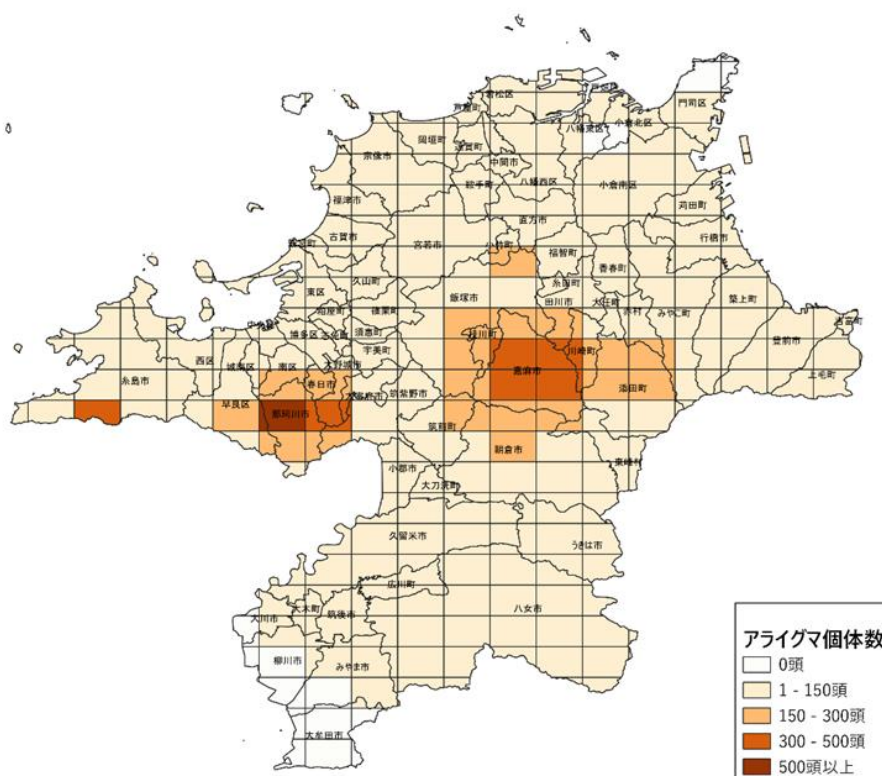 若松区
芦屋町
門司区
小倉北区
八幡東区
岡垣町
遠賀町
宗像市
中間市
鞍手町
八幡西区
小倉南区
福津市
苅田町
直方市
古賀市
宮若市
小竹町
行橋市
福智町
香春町
久山町
糸田町
東区
飯塚市
田川市
大任町
赤村
みやこ町
築上町
粕屋町
篠栗町
吉富町
博多区
須恵町
豊前市
宇美町
桂川町
川崎町
西区
城南区
南区
大野城市
嘉麻市
上毛町
糸島市
春日市
添田町
筑紫野市
早良区
那珂川市
筑前町
朝倉市
東峰村
小郡市
大刀洗町
久留米市
うきは市
広川町
大木町
筑後市
八女市
大川市
柳川市
みやま市
大牟田市
アライグマ個体数
0頭
1 - 150頭
150 - 300頭
300 - 500頭
500頭以上